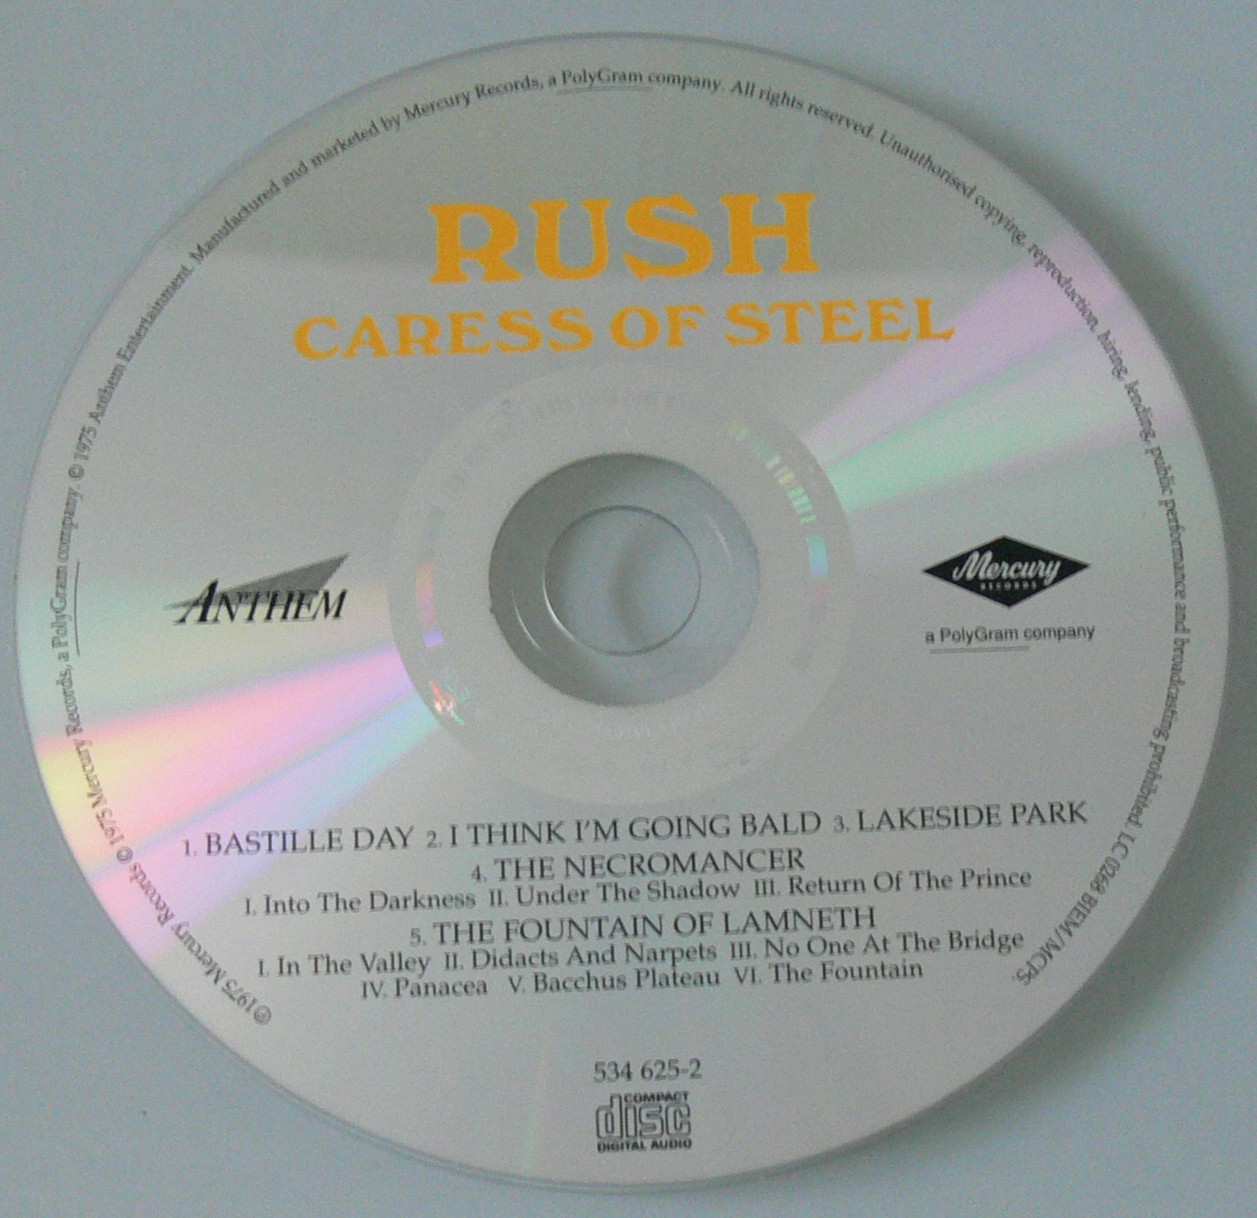 ℗ 1975 Mercury Records © 1975 Mercury Records, a PolyGram company. © 1975 Anthem Entertainment. Manufactured and marketed by Mercury Records, a PolyGram company. All rights reserved. Unauthorised copying, reproduction, hiring, lending, public performance and broadcasting prohibited. LC 0268 BIEM/MCPS.
RUSH
CARESS OF STEEL
ANTHEM
Mercury
RECORDS
a PolyGram company
1. BASTILLE DAY 2. I THINK I'M GOING BALD 3. LAKESIDE PARK
4. THE NECROMANCER
I. Into The Darkness II. Under The Shadow III. Return Of The Prince
5. THE FOUNTAIN OF LAMNETH
I. In The Valley II. Didacts And Narpets III. No One At The Bridge
IV. Panacea V. Bacchus Plateau VI. The Fountain
534 625-2
COMPACT
disc
DIGITAL AUDIO